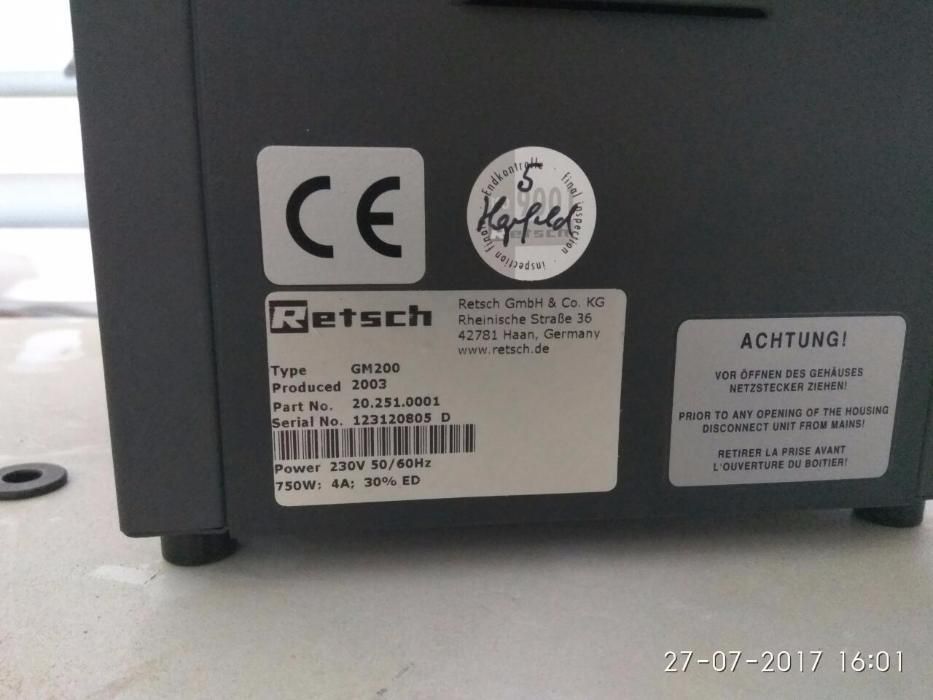 CE
Endkontrolle · final inspection · final inspection
5
Retsch
Retsch
Retsch GmbH & Co. KG
Rheinische Straße 36
42781 Haan, Germany
www.retsch.de
Type GM200
Produced 2003
Part No. 20.251.0001
Serial No. 123120805 D
Power 230V 50/60Hz
750W: 4A; 30% ED
ACHTUNG!
VOR ÖFFNEN DES GEHÄUSES
NETZSTECKER ZIEHEN!
PRIOR TO ANY OPENING OF THE HOUSING
DISCONNECT UNIT FROM MAINS!
RETIRER LA PRISE AVANT
L'OUVERTURE DU BOITIER!
27-07-2017 16:01